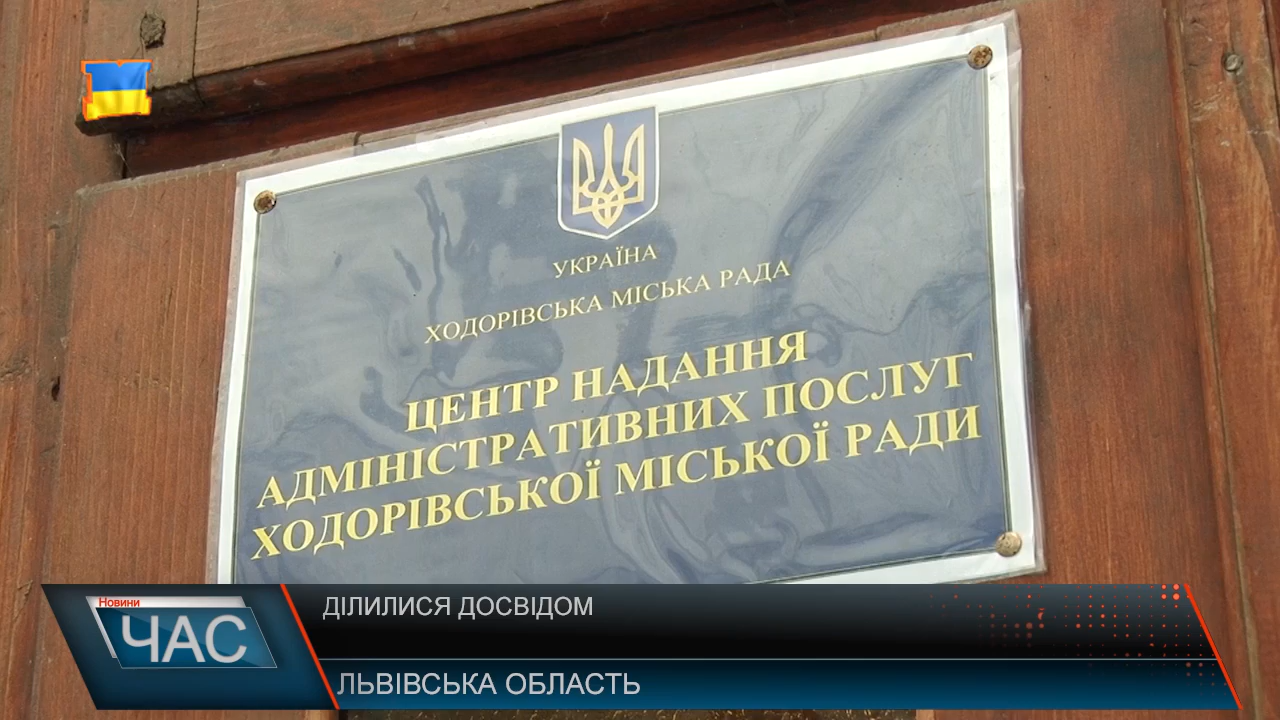 УКРАЇНА
ХОДОРІВСЬКА МІСЬКА РАДА
ЦЕНТР НАДАННЯ
АДМІНІСТРАТИВНИХ ПОСЛУГ
ХОДОРІВСЬКОЇ МІСЬКОЇ РАДИ
Новини
ЧАС
ДІЛИЛИСЯ ДОСВІДОМ
ЛЬВІВСЬКА ОБЛАСТЬ